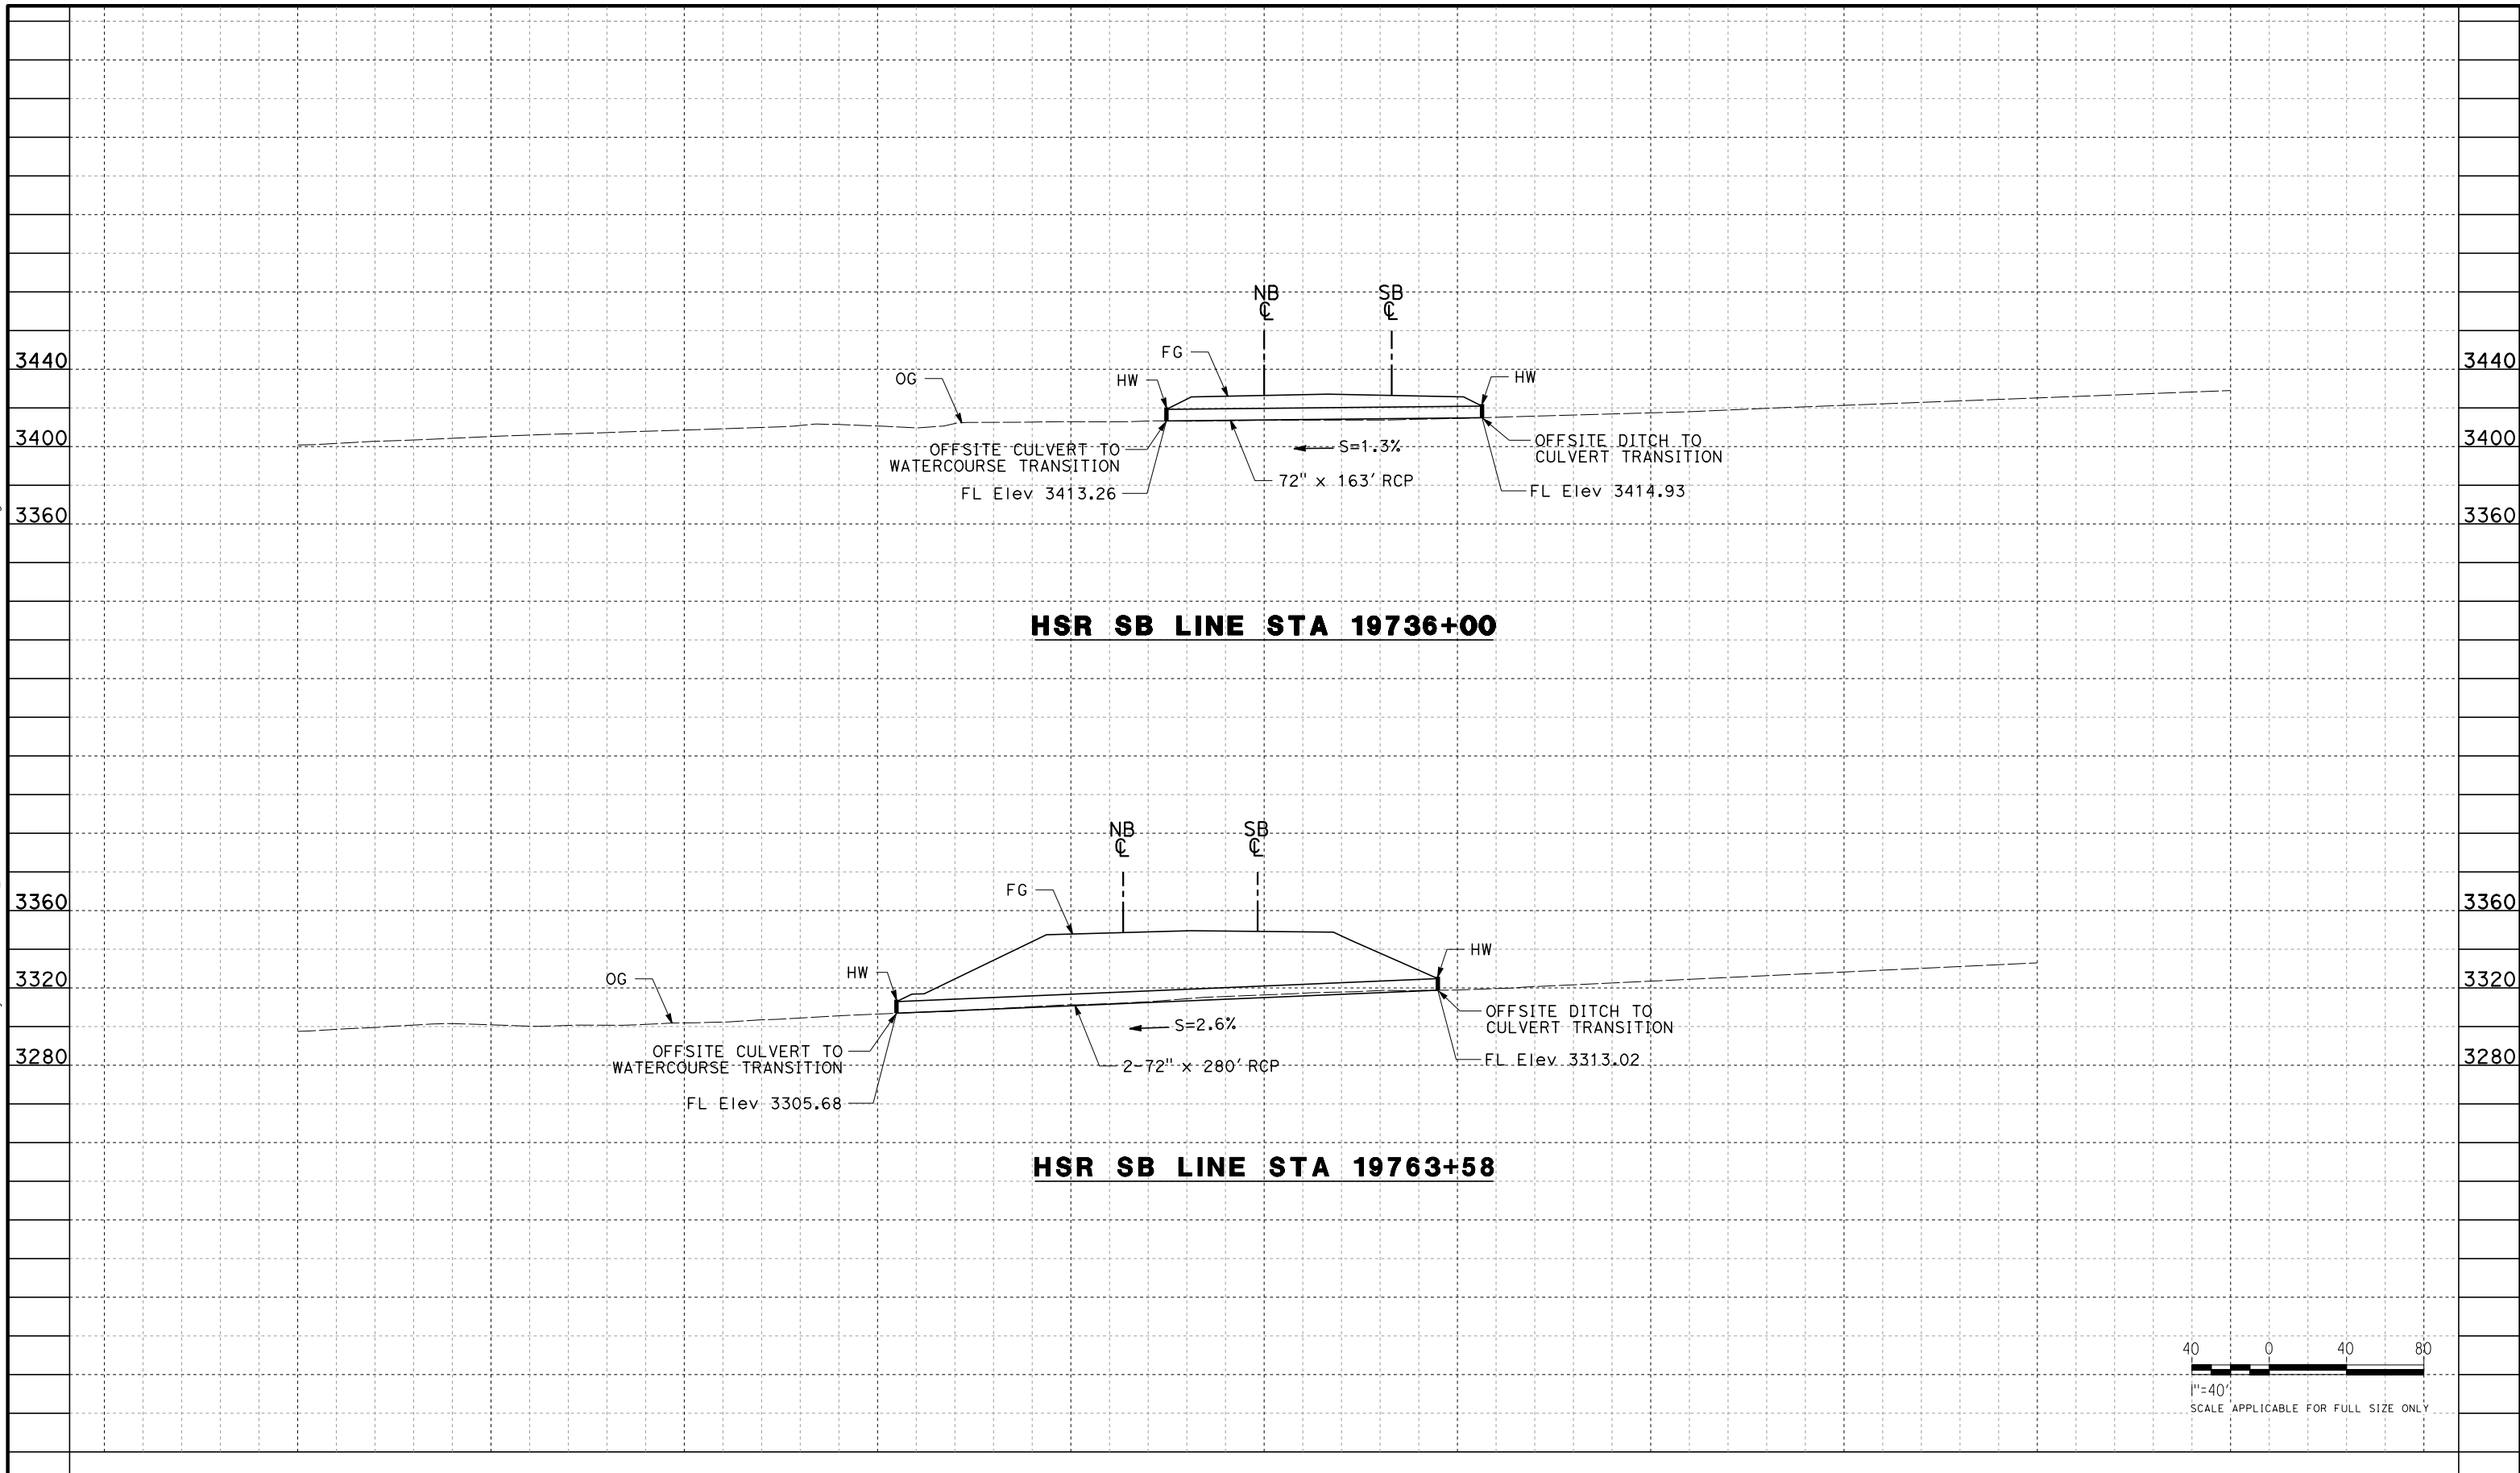 NB
℄
SB
℄
3440
FG
HW
HW
3440
OG
3400
OFFSITE CULVERT TO
WATERCOURSE TRANSITION
S=1.3%
OFFSITE DITCH TO
CULVERT TRANSITION
3400
FL Elev 3413.26
72" x 163' RCP
FL Elev 3414.93
3360
3360
HSR SB LINE STA 19736+00
NB
℄
SB
℄
3360
FG
3360
HW
HW
OG
3320
3320
OFFSITE DITCH TO
CULVERT TRANSITION
S=2.6%
OFFSITE CULVERT TO
WATERCOURSE TRANSITION
3280
2-72" x 280' RCP
FL Elev 3313.02
3280
FL Elev 3305.68
HSR SB LINE STA 19763+58
40 0 40 80
1"=40'
SCALE APPLICABLE FOR FULL SIZE ONLY